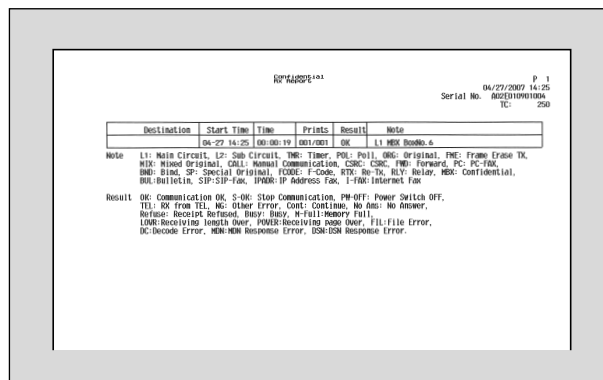 Confidential
RX Report
P 1
04/27/2007 14:25
Serial No. A02E010901004
TC: 250
Destination Start Time Time Prints Result Note
04-27 14:25 00:00:19 001/001 OK L1 MBX BoxNo.6
Note L1: Main Circuit, L2: Sub Circuit, TMR: Timer, POL: Poll, ORG: Original, FME: Frame Erase TX,
MIX: Mixed Original, CALL: Manual Communication, CSRC: CSRC, FWD: Forward, PC: PC-FAX,
BND: Bind, SP: Special Original, FCODE: F-Code, RTX: Re-Tx, RLY: Relay, MBX: Confidential,
BUL:Bulletin, SIP:SIP-Fax, IPADR:IP Address Fax, I-FAX:Internet Fax
Result OK: Communication OK, S-OK: Stop Communication, PW-OFF: Power Switch OFF,
TEL: RX from TEL, NG: Other Error, Cont: Continue, No Ans: No Answer,
Refuse: Receipt Refused, Busy: Busy, M-Full:Memory Full,
LOVR:Receiving length Over, POVER:Receiving page Over, FIL:File Error,
DC:Decode Error, MDN:MDN Response Error, DSN:DSN Response Error.